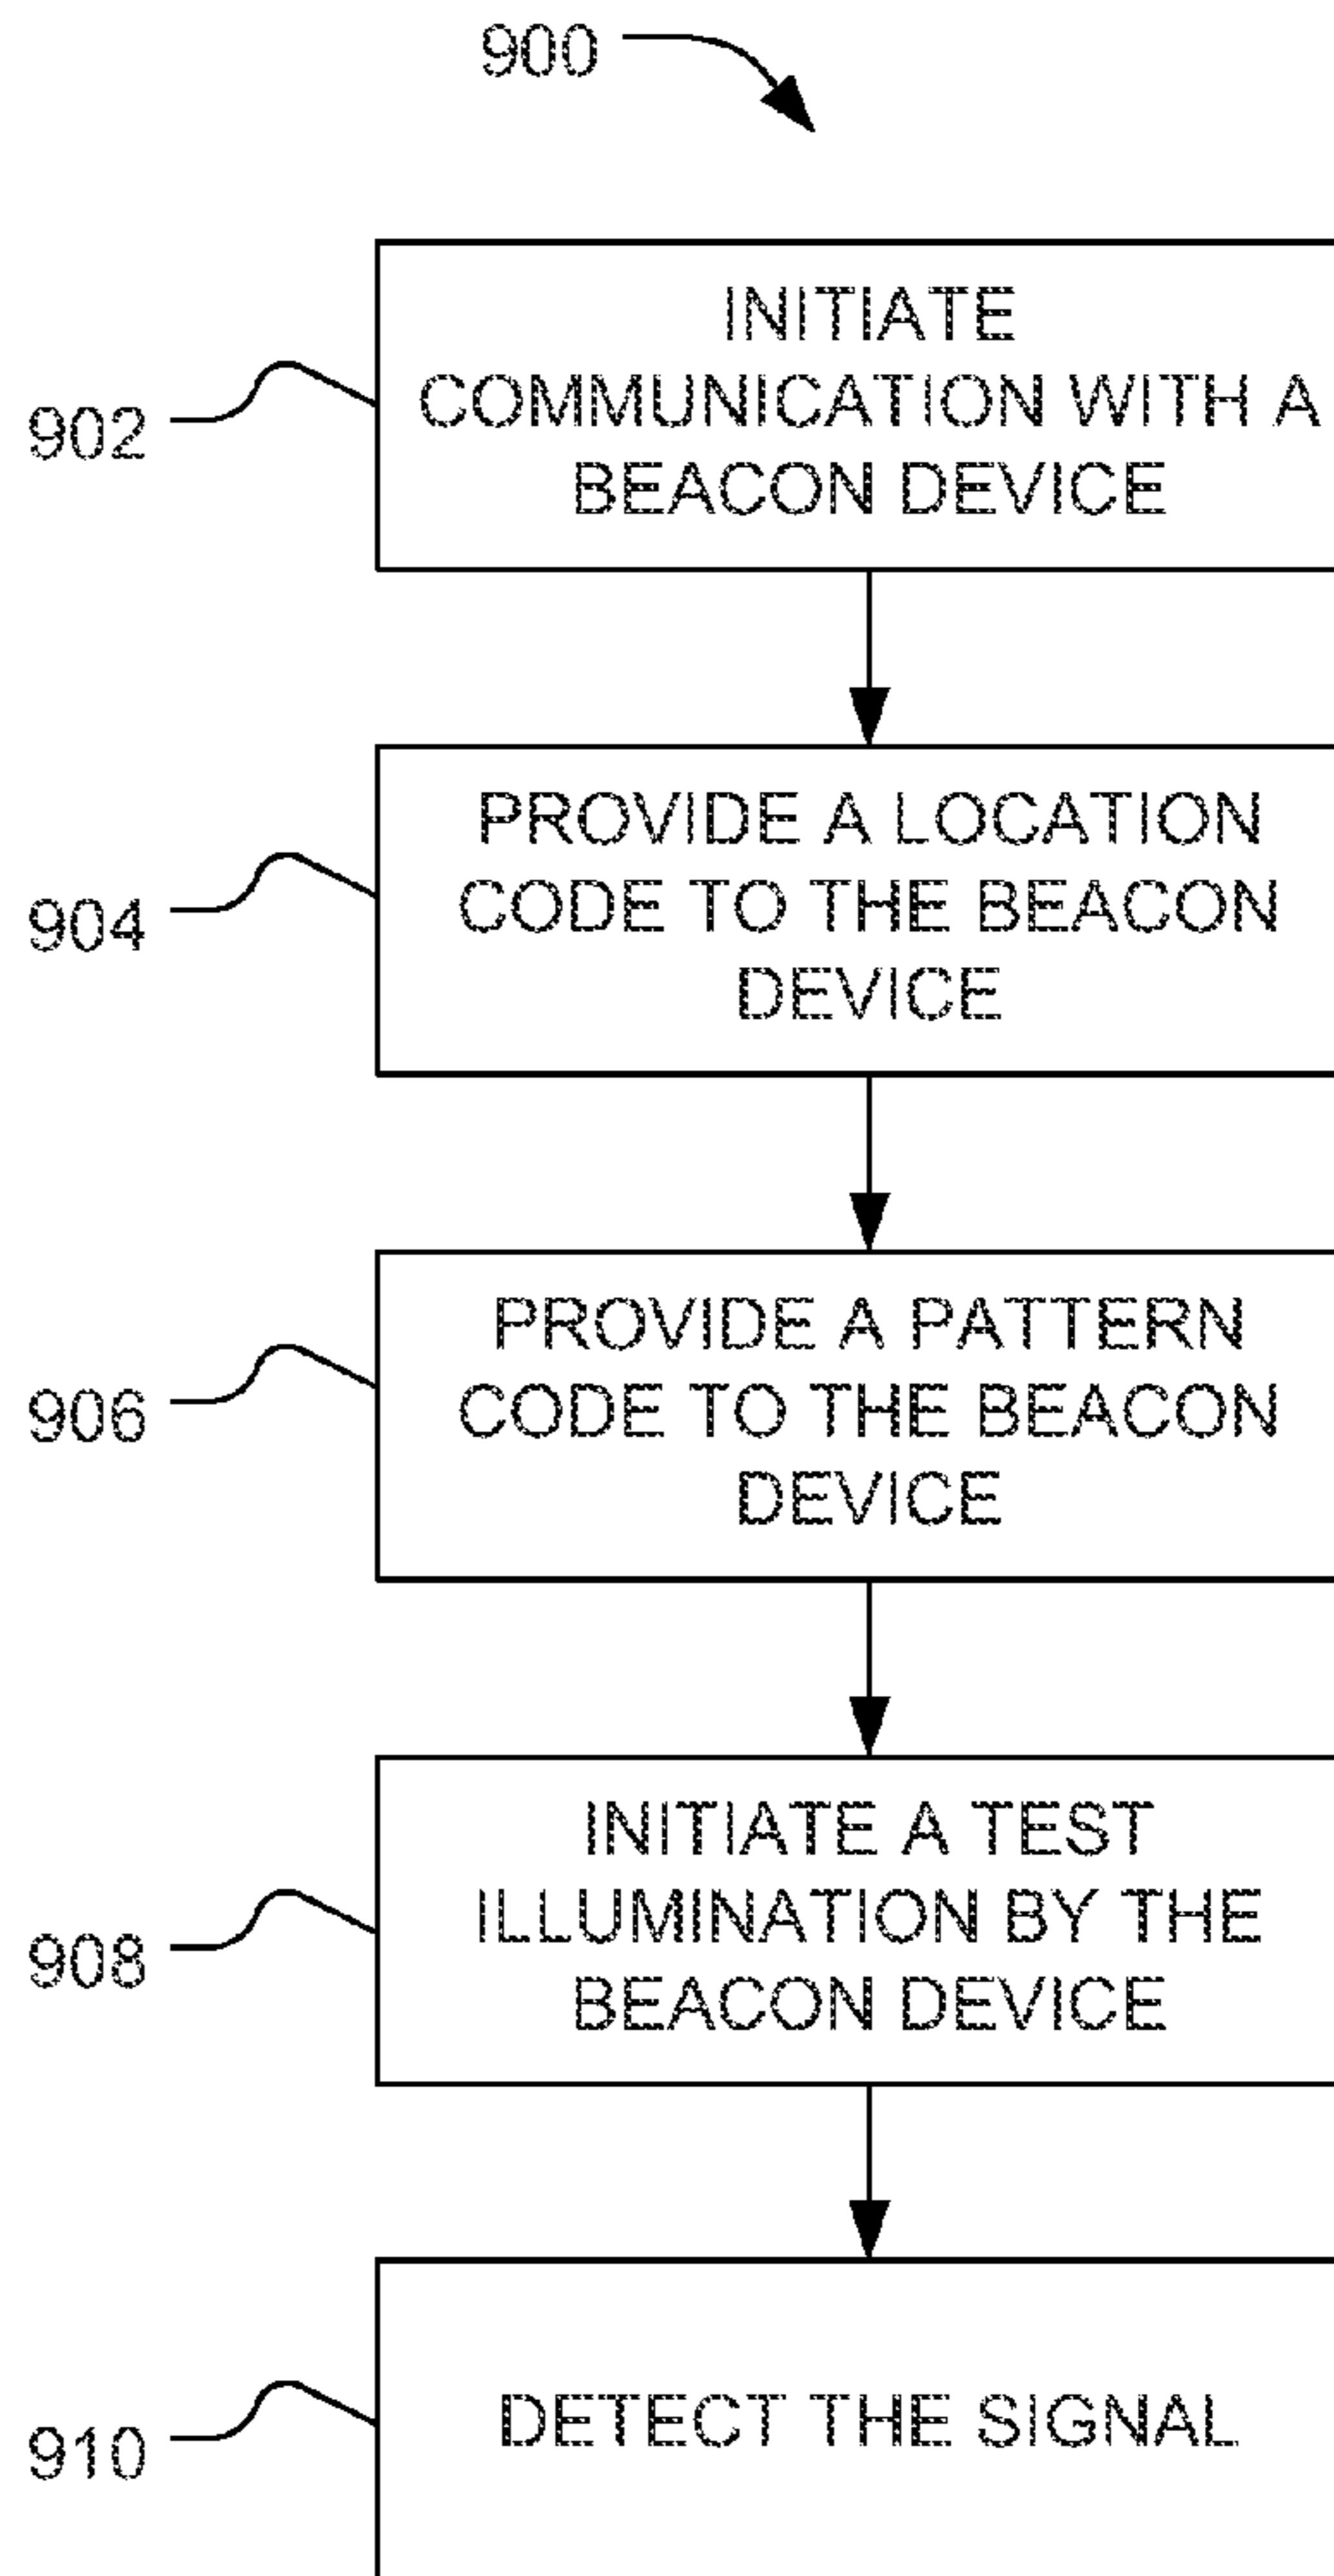 900
902
INITIATE
COMMUNICATION WITH A
BEACON DEVICE
904
PROVIDE A LOCATION
CODE TO THE BEACON
DEVICE
906
PROVIDE A PATTERN
CODE TO THE BEACON
DEVICE
908
INITIATE A TEST
ILLUMINATION BY THE
BEACON DEVICE
910
DETECT THE SIGNAL